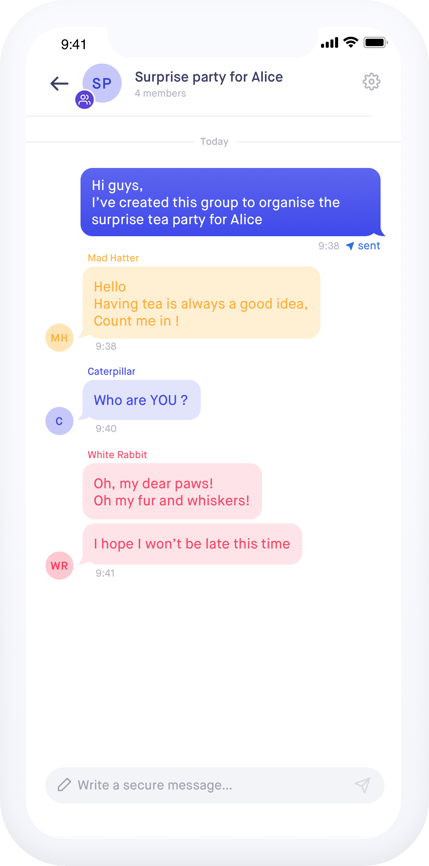 9:41
SP
Surprise party for Alice
4 members
Today
Hi guys,
I’ve created this group to organise the
surprise tea party for Alice
9:38 sent
Mad Hatter
Hello
Having tea is always a good idea,
Count me in !
MH
9:38
Caterpillar
Who are YOU ?
C
9:40
White Rabbit
Oh, my dear paws!
Oh my fur and whiskers!
I hope I won’t be late this time
WR
9:41
Write a secure message...